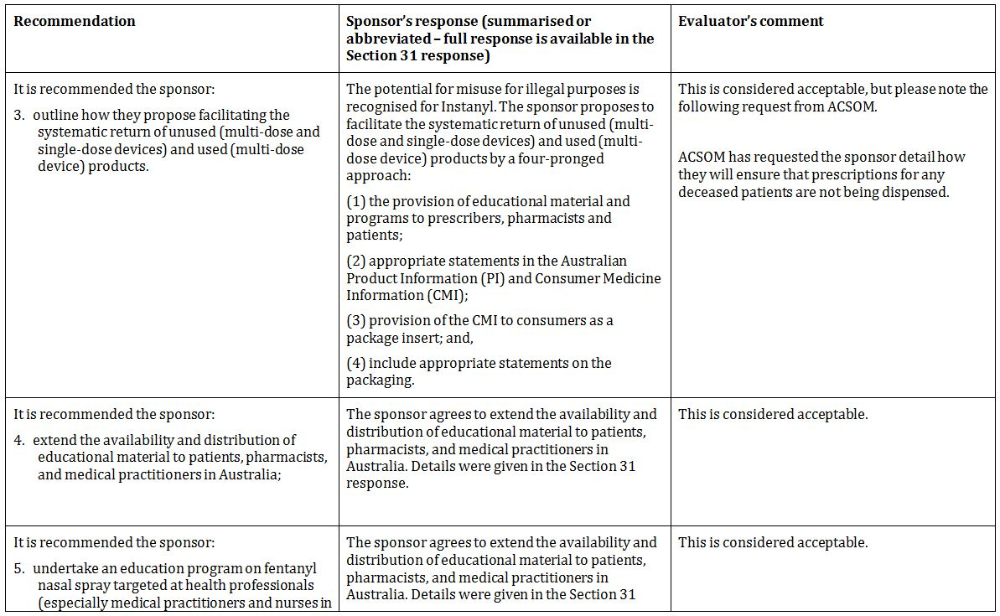 Recommendation
Sponsor's response (summarised or
abbreviated – full response is available in the
Section 31 response)
Evaluator's comment
It is recommended the sponsor:
3. outline how they propose facilitating the
systematic return of unused (multi-dose and
single-dose devices) and used (multi-dose
device) products.
The potential for misuse for illegal purposes is
recognised for Instanyl. The sponsor proposes to
facilitate the systematic return of unused (multi-
dose and single-dose devices) and used (multi-
dose device) products by a four-pronged
approach:
(1) the provision of educational material and
programs to prescribers, pharmacists and
patients;
(2) appropriate statements in the Australian
Product Information (PI) and Consumer Medicine
Information (CMI);
(3) provision of the CMI to consumers as a
package insert; and,
(4) include appropriate statements on the
packaging.
This is considered acceptable, but please note the
following request from ACSOM.
ACSOM has requested the sponsor detail how
they will ensure that prescriptions for any
deceased patients are not being dispensed.
It is recommended the sponsor:
4. extend the availability and distribution of
educational material to patients, pharmacists,
and medical practitioners in Australia;
The sponsor agrees to extend the availability and
distribution of educational material to patients,
pharmacists, and medical practitioners in
Australia. Details were given in the Section 31
response.
This is considered acceptable.
It is recommended the sponsor:
5. undertake an education program on fentanyl
nasal spray targeted at health professionals
(especially medical practitioners and nurses in
The sponsor agrees to extend the availability and
distribution of educational material to patients,
pharmacists, and medical practitioners in
Australia. Details were given in the Section 31
This is considered acceptable.